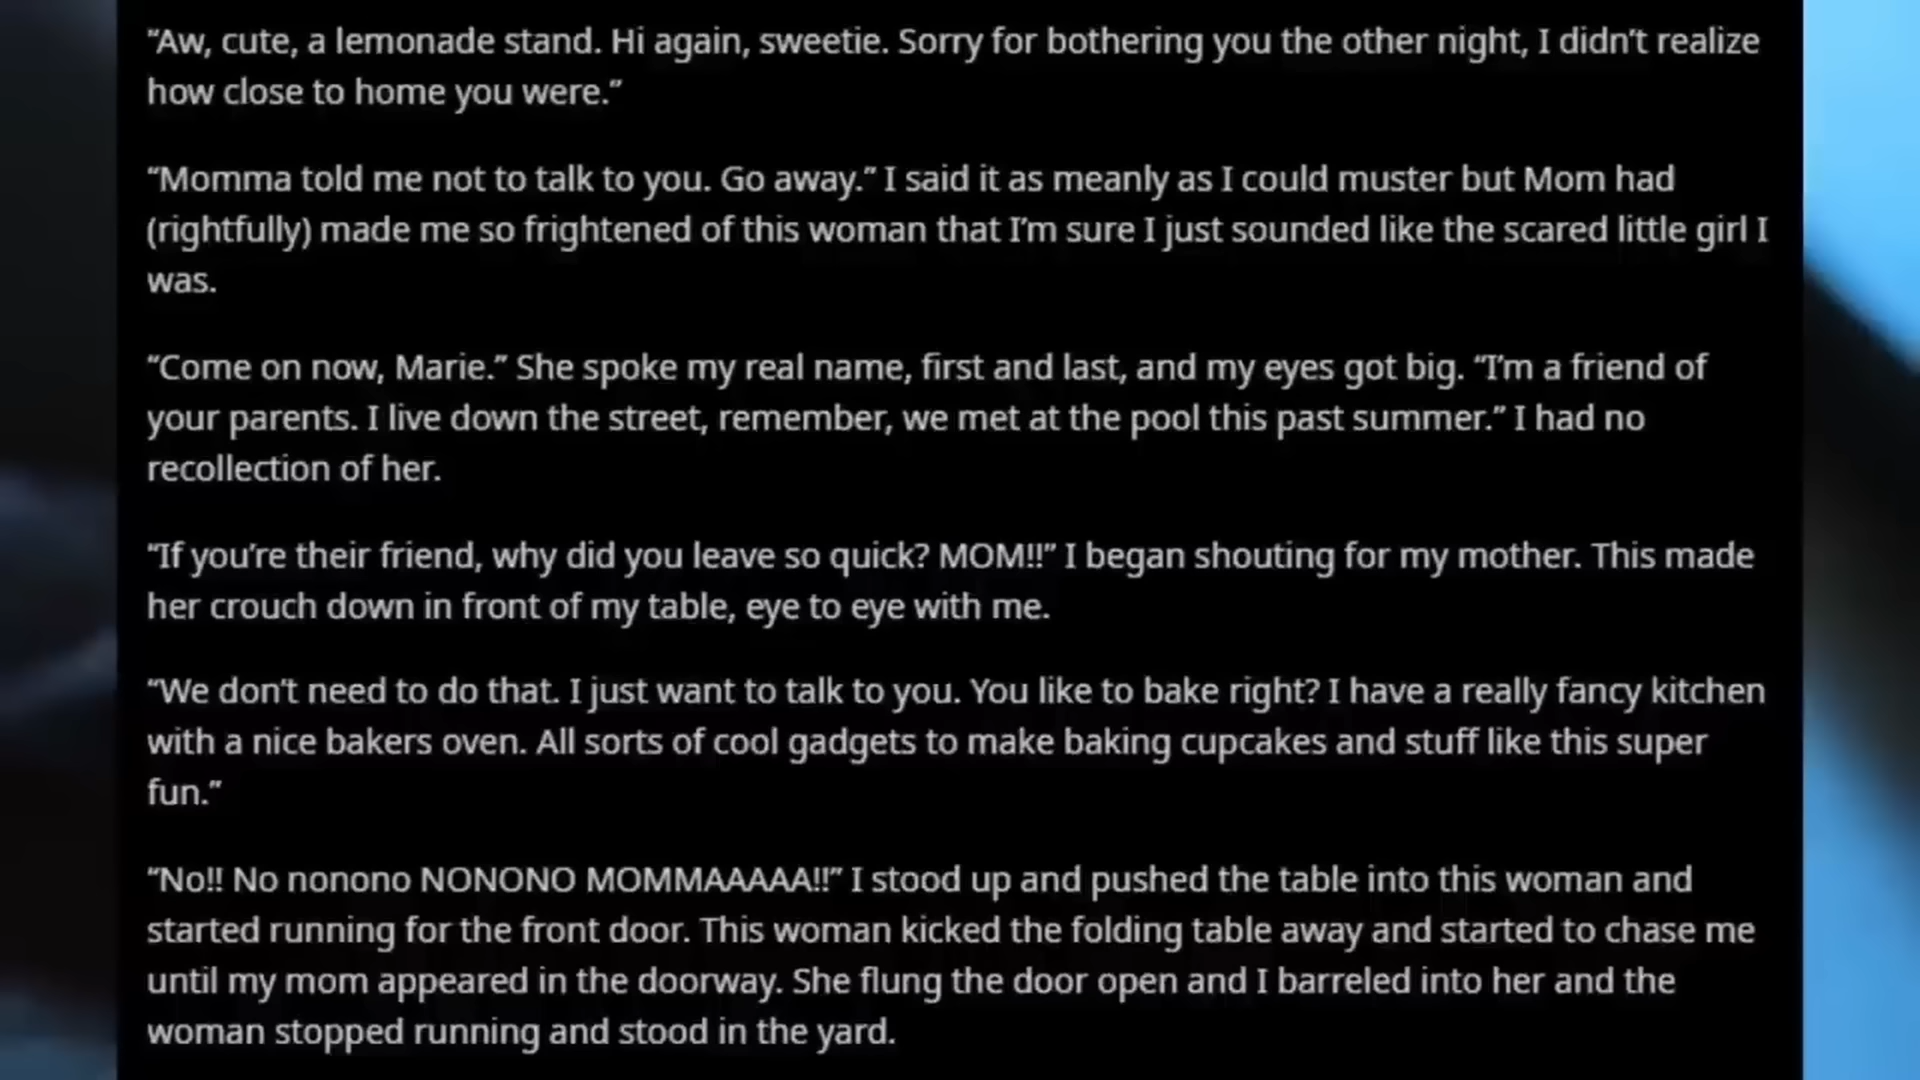 “Aw, cute, a lemonade stand. Hi again, sweetie. Sorry for bothering you the other night, I didn’t realize
how close to home you were.”
“Momma told me not to talk to you. Go away.” I said it as meanly as I could muster but Mom had
(rightfully) made me so frightened of this woman that I’m sure I just sounded like the scared little girl I
was.
“Come on now, Marie.” She spoke my real name, first and last, and my eyes got big. “I’m a friend of
your parents. I live down the street, remember, we met at the pool this past summer.” I had no
recollection of her.
“If you’re their friend, why did you leave so quick? MOM!!” I began shouting for my mother. This made
her crouch down in front of my table, eye to eye with me.
“We don’t need to do that. I just want to talk to you. You like to bake right? I have a really fancy kitchen
with a nice bakers oven. All sorts of cool gadgets to make baking cupcakes and stuff like this super
fun.”
“No!! No nonono NONONO MOMMAAAAA!!” I stood up and pushed the table into this woman and
started running for the front door. This woman kicked the folding table away and started to chase me
until my mom appeared in the doorway. She flung the door open and I barreled into her and the
woman stopped running and stood in the yard.